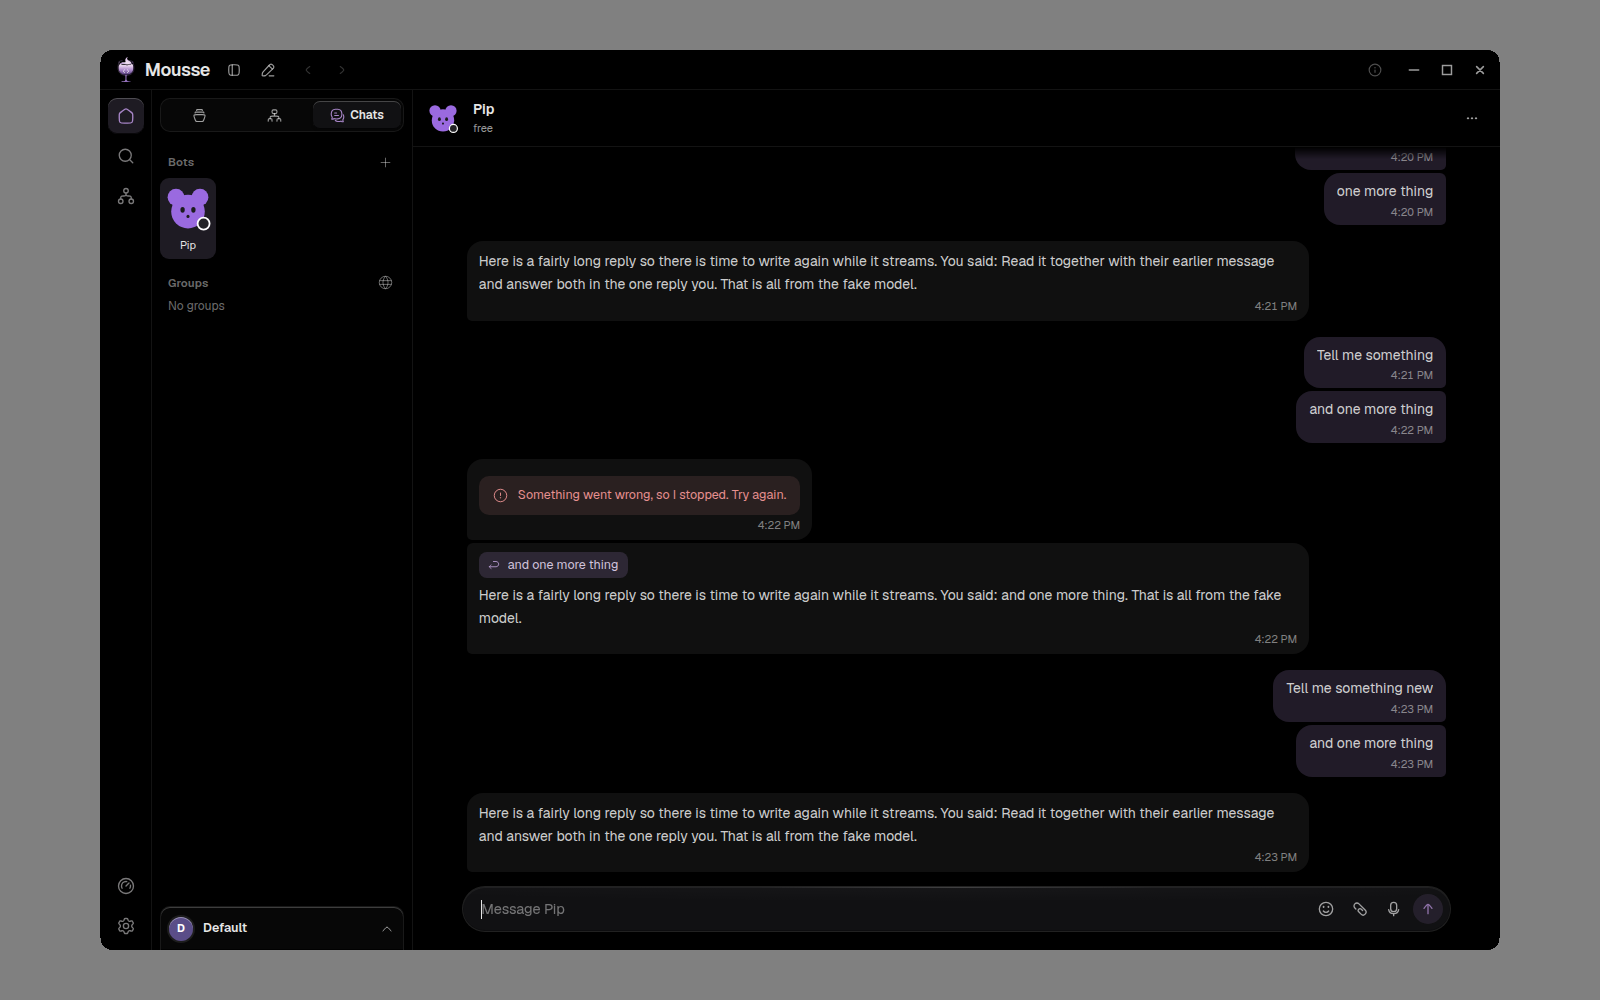 Mousse
Chats
Bots
Pip
Groups
No groups
D Default
Pip
free
4:20 PM
one more thing
4:20 PM
Here is a fairly long reply so there is time to write again while it streams. You said: Read it together with their earlier message
and answer both in the one reply you. That is all from the fake model.
4:21 PM
Tell me something
4:21 PM
and one more thing
4:22 PM
Something went wrong, so I stopped. Try again.
4:22 PM
and one more thing
Here is a fairly long reply so there is time to write again while it streams. You said: and one more thing. That is all from the fake
model.
4:22 PM
Tell me something new
4:23 PM
and one more thing
4:23 PM
Here is a fairly long reply so there is time to write again while it streams. You said: Read it together with their earlier message
and answer both in the one reply you. That is all from the fake model.
4:23 PM
Message Pip